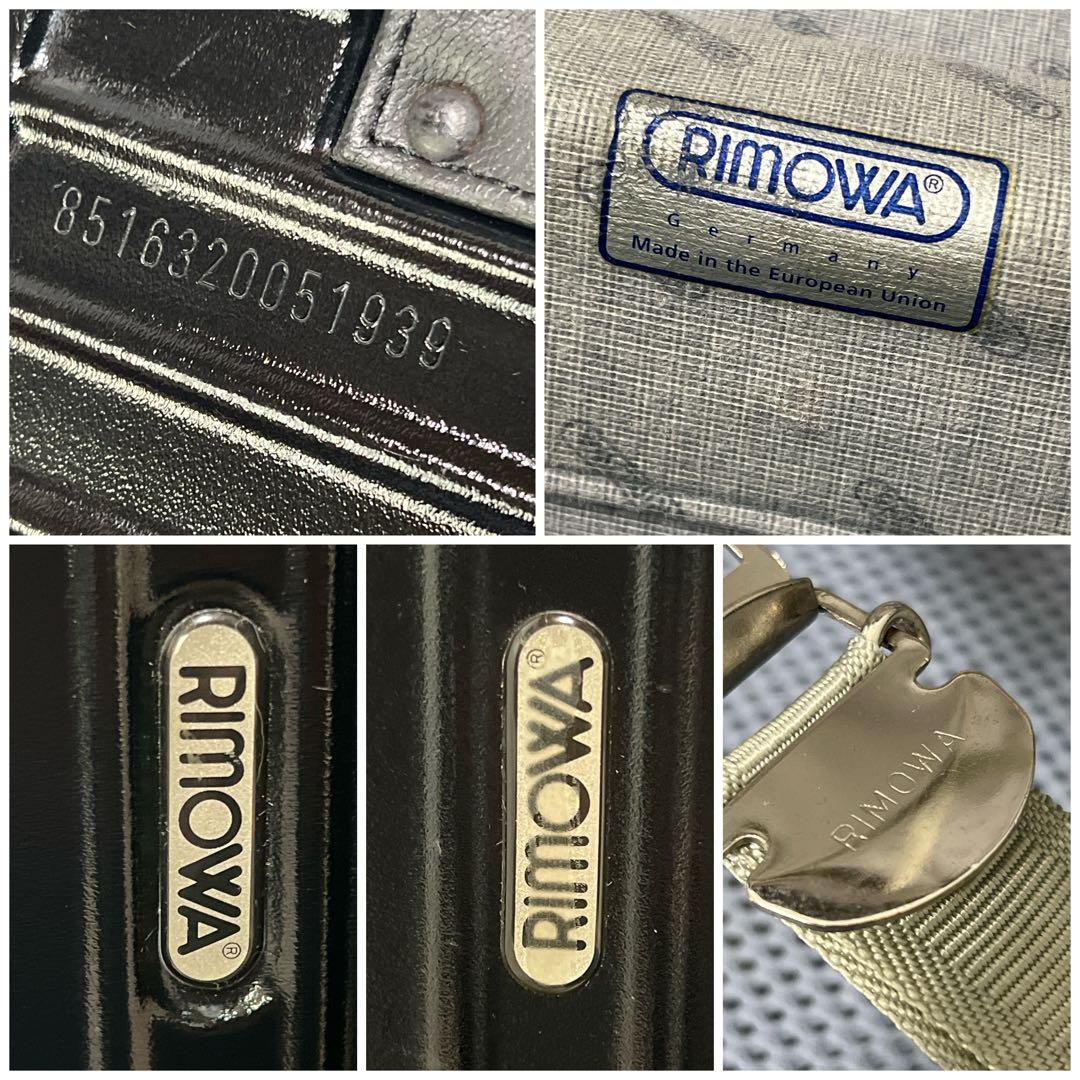 8516320051939
RIMOWA®
Germany
Made in the European Union
RIMOWA®
RIMOWA®
RIMOWA